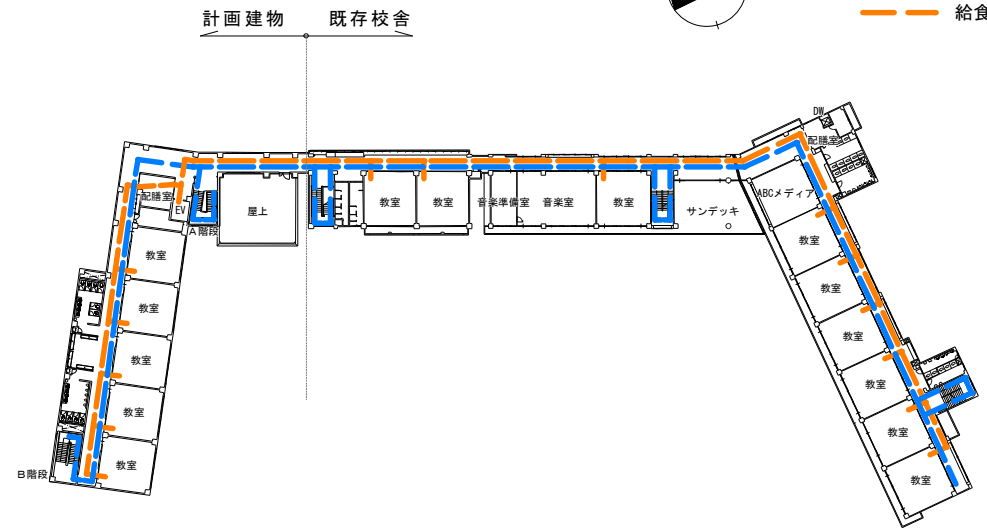 計画建物 既存校舎
給食
DW
配膳室
配膳室
EV
A階段
屋上
教室
教室
音楽準備室
音楽室
教室
サンデッキ
ABCメディア
教室
教室
教室
教室
教室
教室
教室
教室
教室
教室
教室
B階段